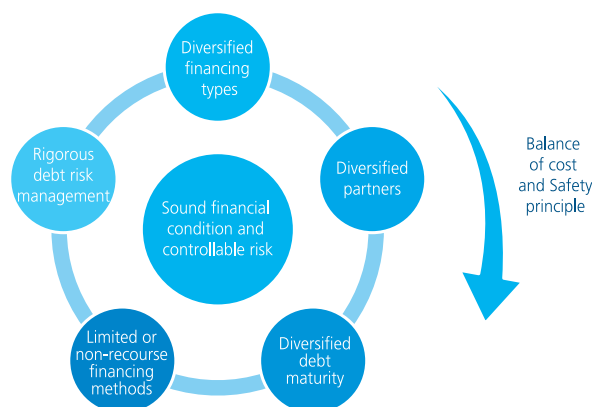 Diversified
financing
types
Diversified
partners
Diversified
debt
maturity
Limited or
non-recourse
financing
methods
Rigorous
debt risk
management
Sound financial
condition and
controllable risk
Balance
of cost
and Safety
principle